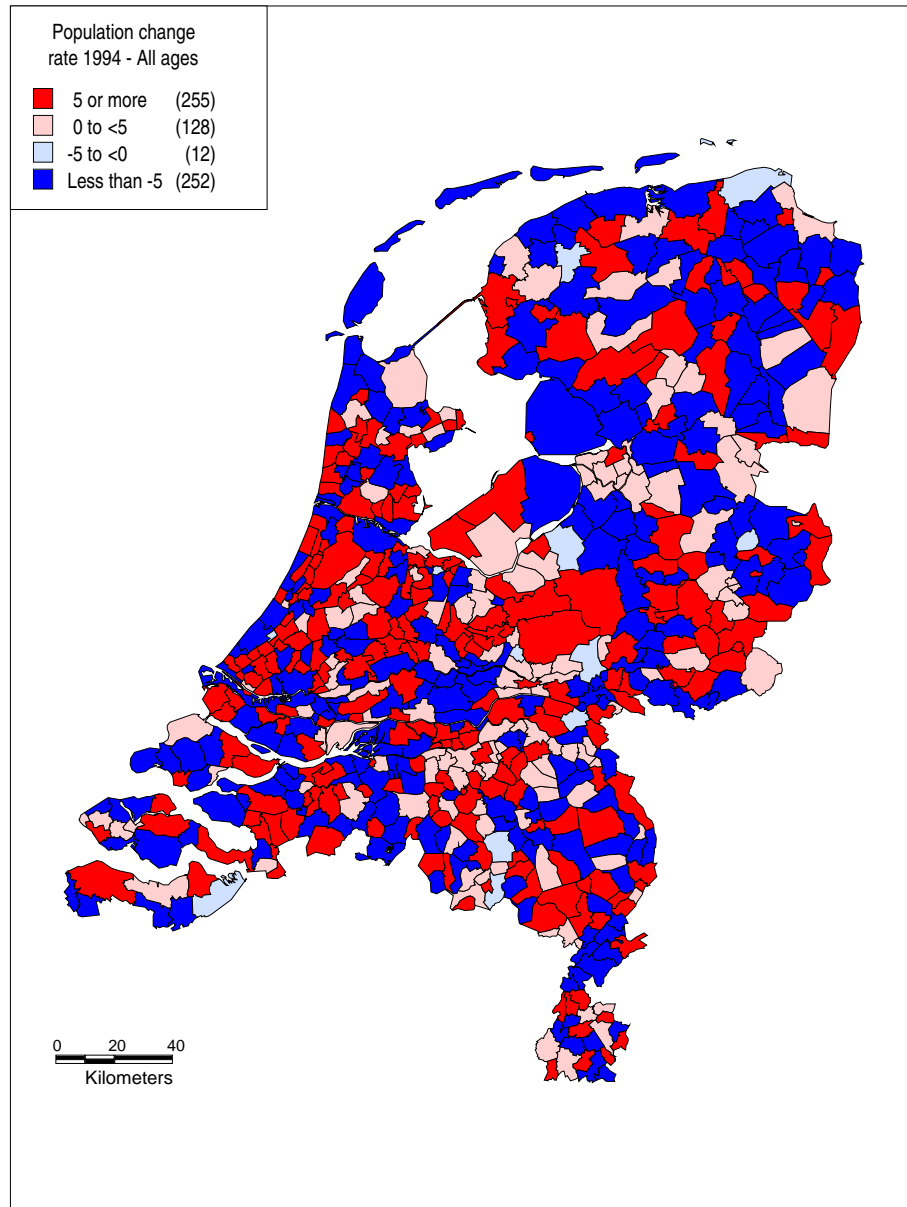 Population change
rate 1994 - All ages
5 or more (255)
0 to <5 (128)
-5 to <0 (12)
Less than -5 (252)
0 20 40
Kilometers